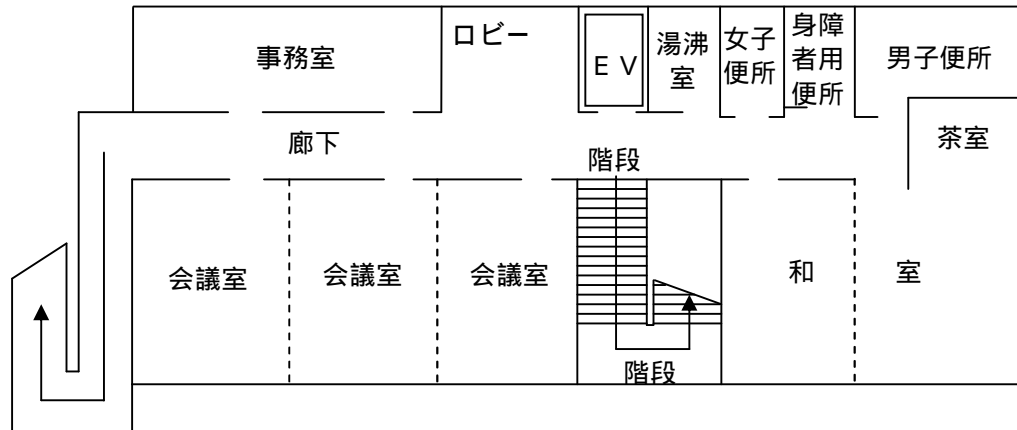 事務室
ロビー
ＥＶ
湯沸
室
女子
便所
身障
者用
便所
男子便所
茶室
廊下
階段
会議室
会議室
会議室
和
室
階段